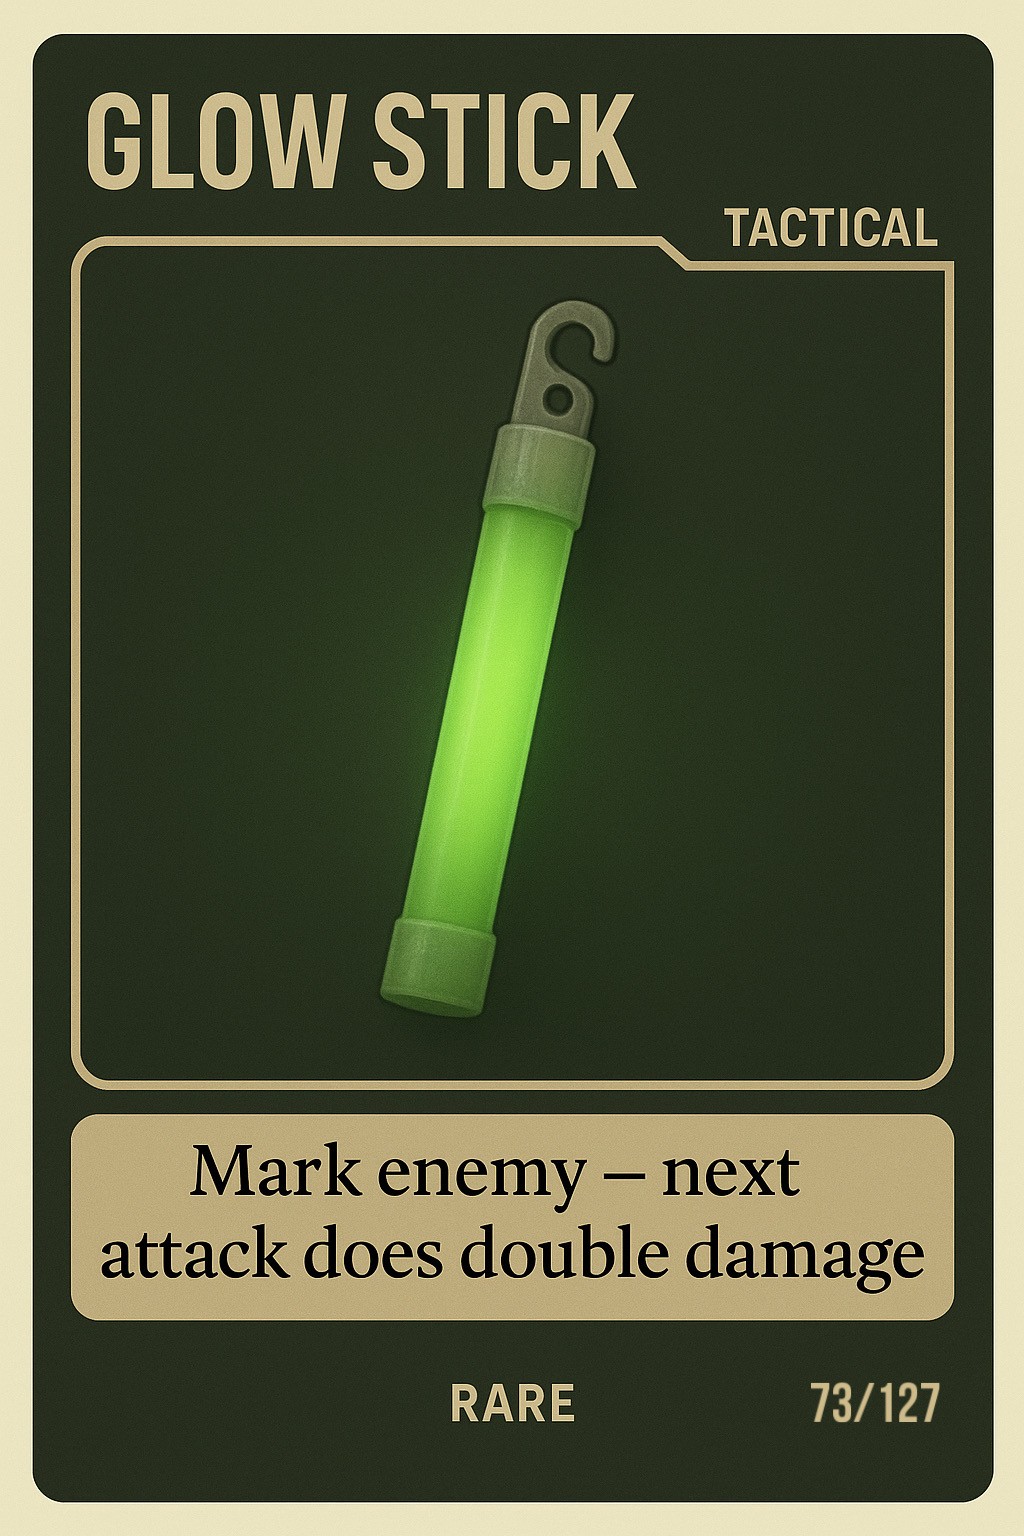 GLOW STICK
TACTICAL
Mark enemy – next
attack does double damage
RARE
73/127